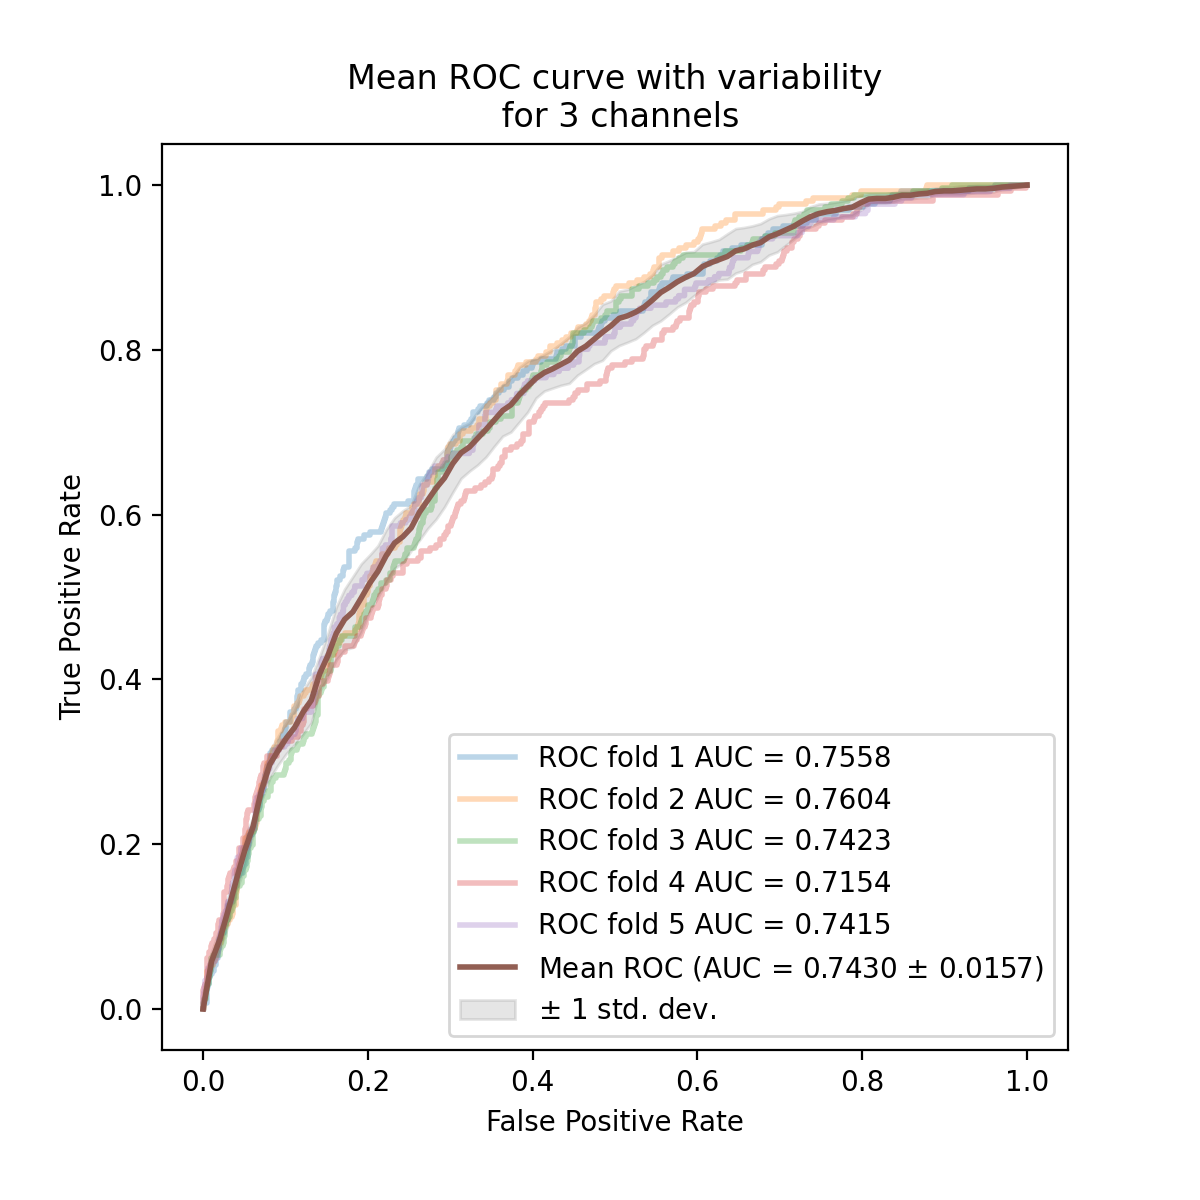 Mean ROC curve with variability
for 3 channels
True Positive Rate
1.0
0.8
0.6
0.4
0.2
0.0
ROC fold 1 AUC = 0.7558
ROC fold 2 AUC = 0.7604
ROC fold 3 AUC = 0.7423
ROC fold 4 AUC = 0.7154
ROC fold 5 AUC = 0.7415
Mean ROC (AUC = 0.7430 ± 0.0157)
± 1 std. dev.
0.0 0.2 0.4 0.6 0.8 1.0
False Positive Rate